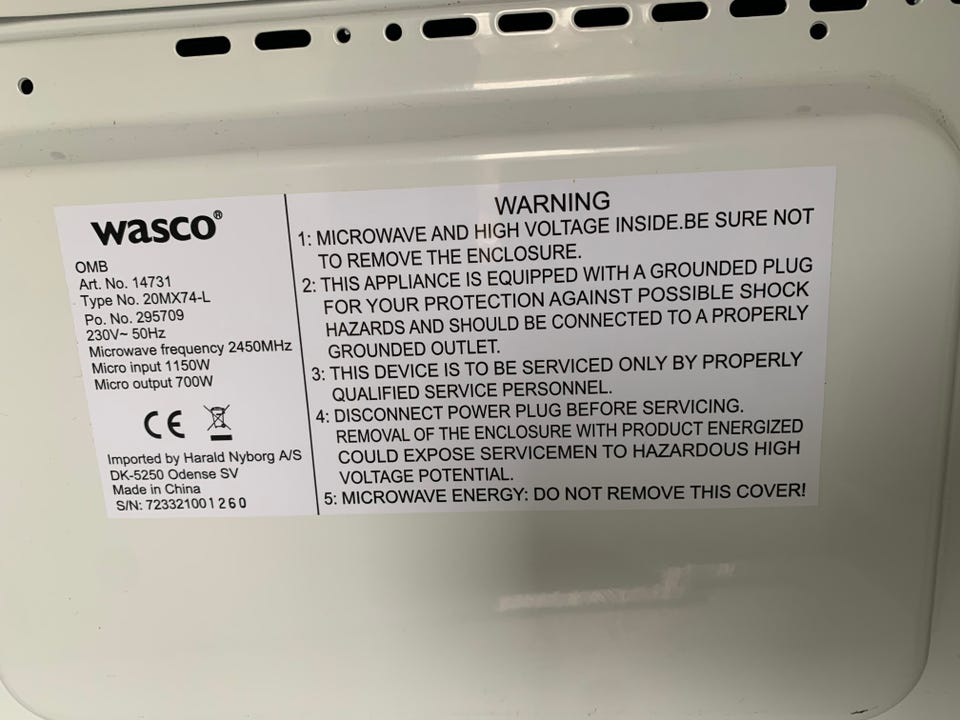 wasco®
OMB
Art. No. 14731
Type No. 20MX74-L
Po. No. 295709
230V~ 50Hz
Microwave frequency 2450MHz
Micro input 1150W
Micro output 700W
CE
Imported by Harald Nyborg A/S
DK-5250 Odense SV
Made in China
S/N: 723321001260
WARNING
1: MICROWAVE AND HIGH VOLTAGE INSIDE.BE SURE NOT
TO REMOVE THE ENCLOSURE.
2: THIS APPLIANCE IS EQUIPPED WITH A GROUNDED PLUG
FOR YOUR PROTECTION AGAINST POSSIBLE SHOCK
HAZARDS AND SHOULD BE CONNECTED TO A PROPERLY
GROUNDED OUTLET.
3: THIS DEVICE IS TO BE SERVICED ONLY BY PROPERLY
QUALIFIED SERVICE PERSONNEL.
4: DISCONNECT POWER PLUG BEFORE SERVICING.
REMOVAL OF THE ENCLOSURE WITH PRODUCT ENERGIZED
COULD EXPOSE SERVICEMEN TO HAZARDOUS HIGH
VOLTAGE POTENTIAL.
5: MICROWAVE ENERGY: DO NOT REMOVE THIS COVER!